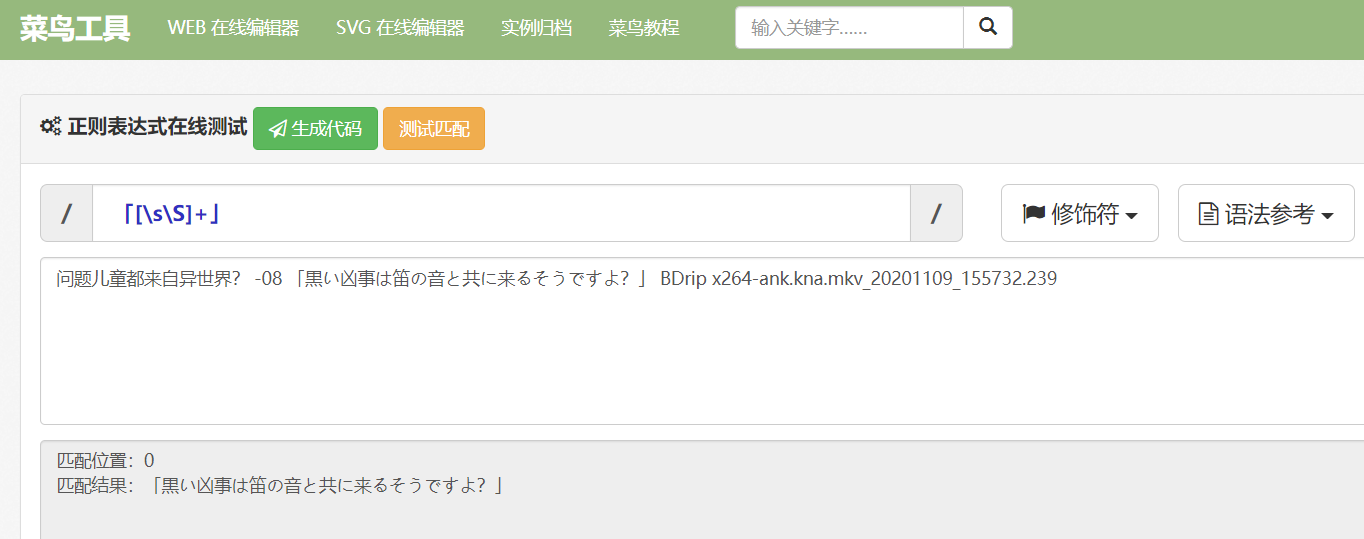 菜鸟工具 WEB 在线编辑器 SVG 在线编辑器 实例归档 菜鸟教程 输入关键字......
正则表达式在线测试 生成代码 测试匹配
/ 「[\s\S]+」 / 修饰符 语法参考
问题儿童都来自异世界? -08 「黒い凶事は笛の音と共に来るそうですよ？」 BDrip x264-ank.kna.mkv_20201109_155732.239
匹配位置：0
匹配结果：「黒い凶事は笛の音と共に来るそうですよ？」